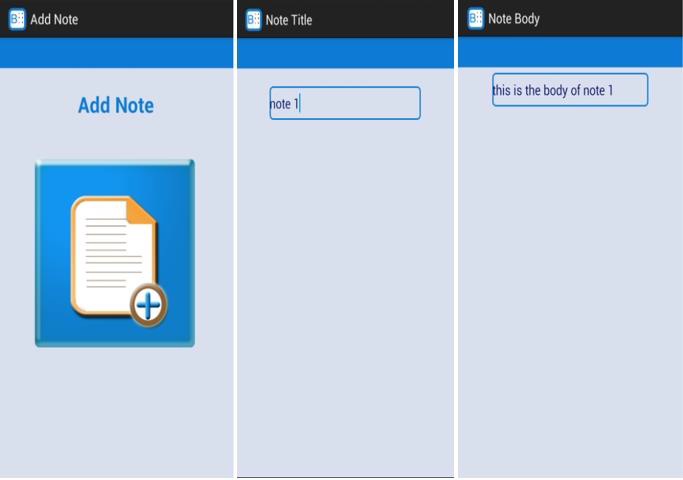 Add Note
Add Note
Note Title
note 1
Note Body
this is the body of note 1